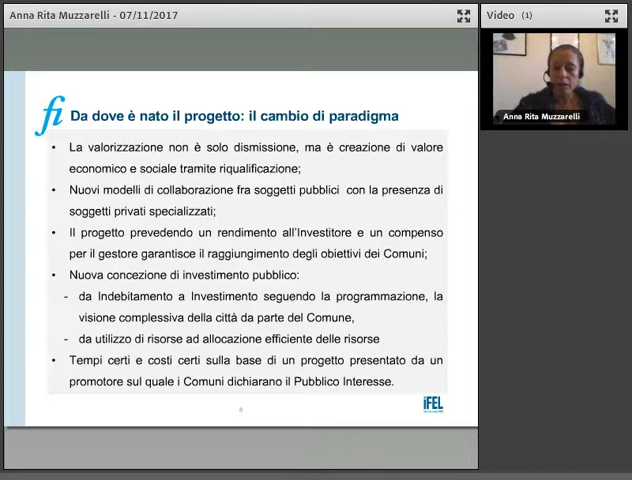 Anna Rita Muzzarelli - 07/11/2017
Video (1)
Anna Rita Muzzarelli
fi
Da dove è nato il progetto: il cambio di paradigma
• La valorizzazione non è solo dismissione, ma è creazione di valore
economico e sociale tramite riqualificazione;
• Nuovi modelli di collaborazione fra soggetti pubblici con la presenza di
soggetti privati specializzati;
• Il progetto prevedendo un rendimento all'Investitore e un compenso
per il gestore garantisce il raggiungimento degli obiettivi dei Comuni;
• Nuova concezione di investimento pubblico:
- da Indebitamento a Investimento seguendo la programmazione, la
visione complessiva della città da parte del Comune,
- da utilizzo di risorse ad allocazione efficiente delle risorse
• Tempi certi e costi certi sulla base di un progetto presentato da un
promotore sul quale i Comuni dichiarano il Pubblico Interesse.
8
iFEL